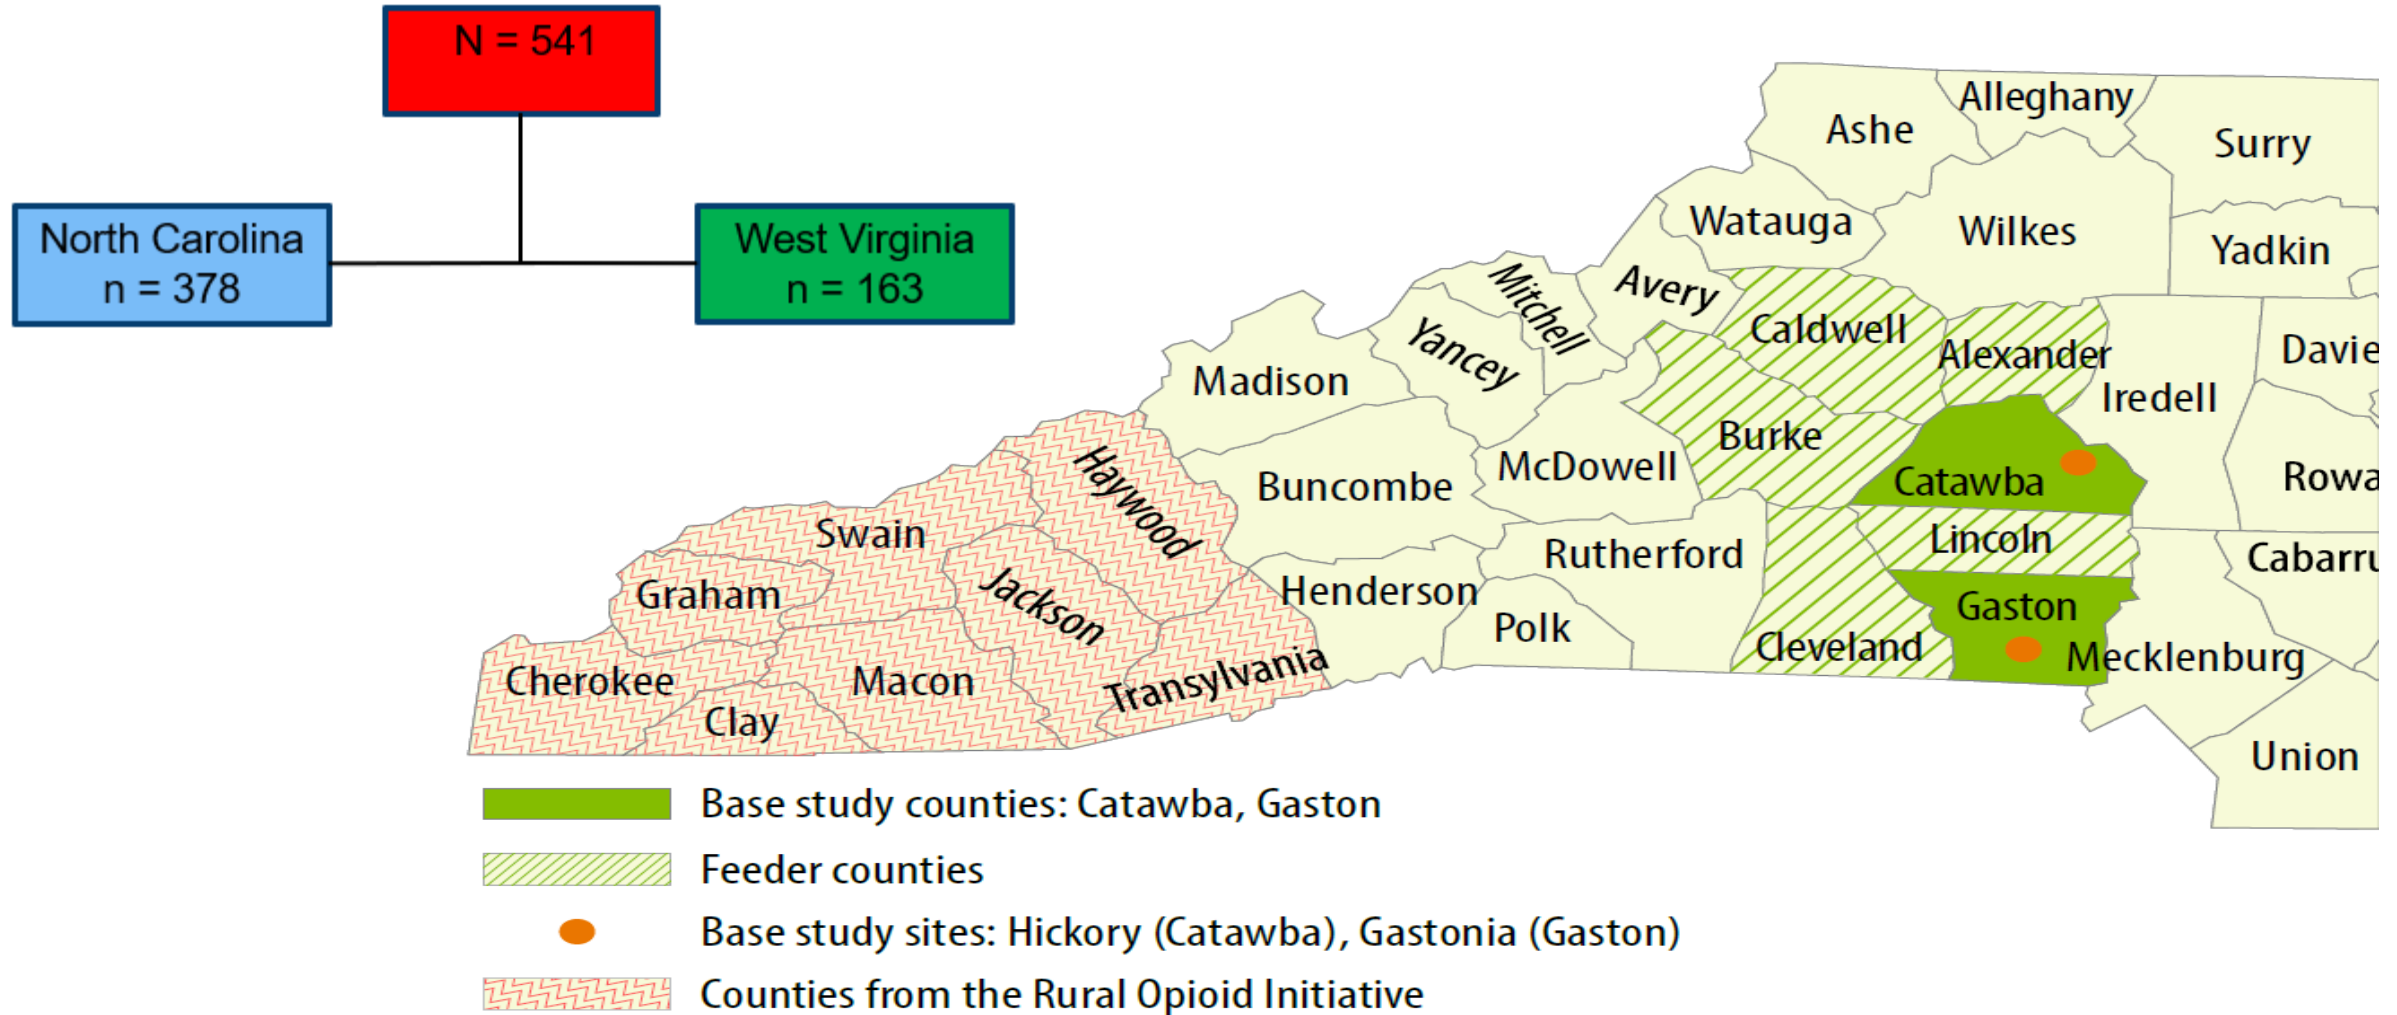 N = 541
North Carolina
n = 378
West Virginia
n = 163
Alleghany
Ashe
Surry
Watauga
Wilkes
Yadkin
Mitchell
Avery
Caldwell
Alexander
Davie
Yancey
Madison
Iredell
Burke
Haywood
McDowell
Buncombe
Catawba
Rowa
Swain
Lincoln
Rutherford
Cabarru
Graham
Jackson
Henderson
Gaston
Polk
Cleveland
Mecklenburg
Cherokee
Macon
Transylvania
Clay
Union
Base study counties: Catawba, Gaston
Feeder counties
Base study sites: Hickory (Catawba), Gastonia (Gaston)
Counties from the Rural Opioid Initiative